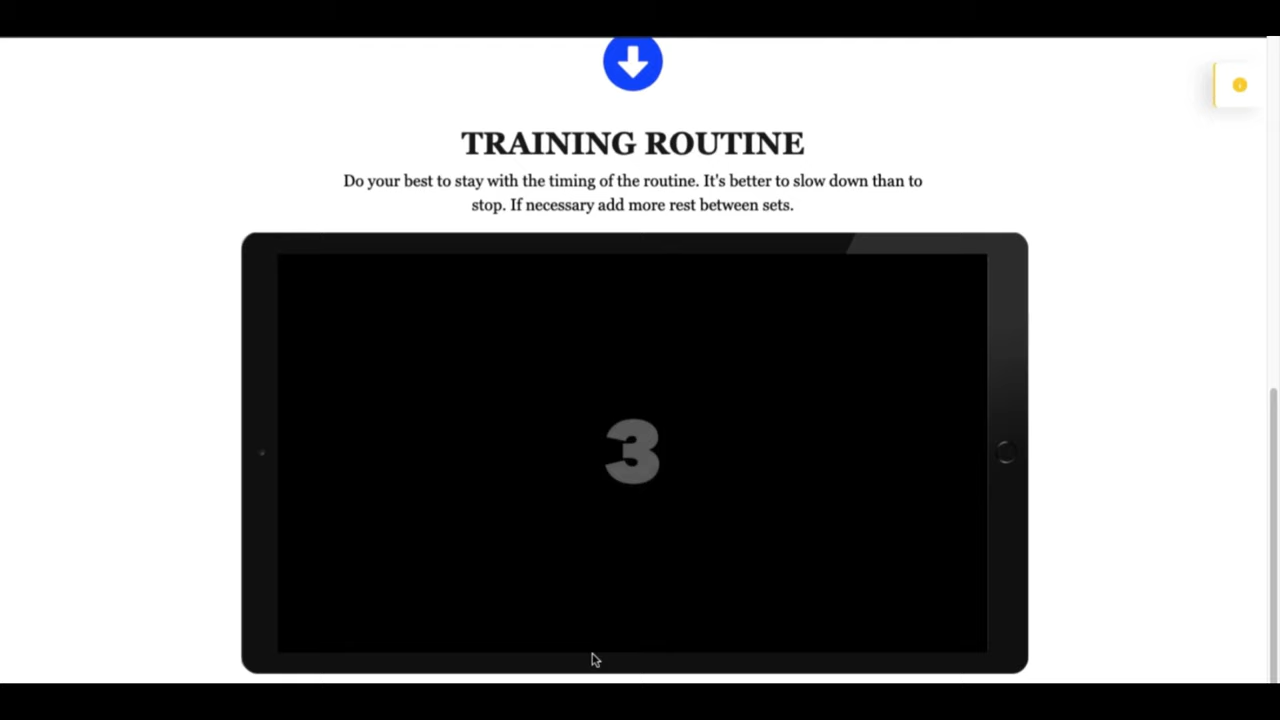 TRAINING ROUTINE
Do your best to stay with the timing of the routine. It's better to slow down than to
stop. If necessary add more rest between sets.
3